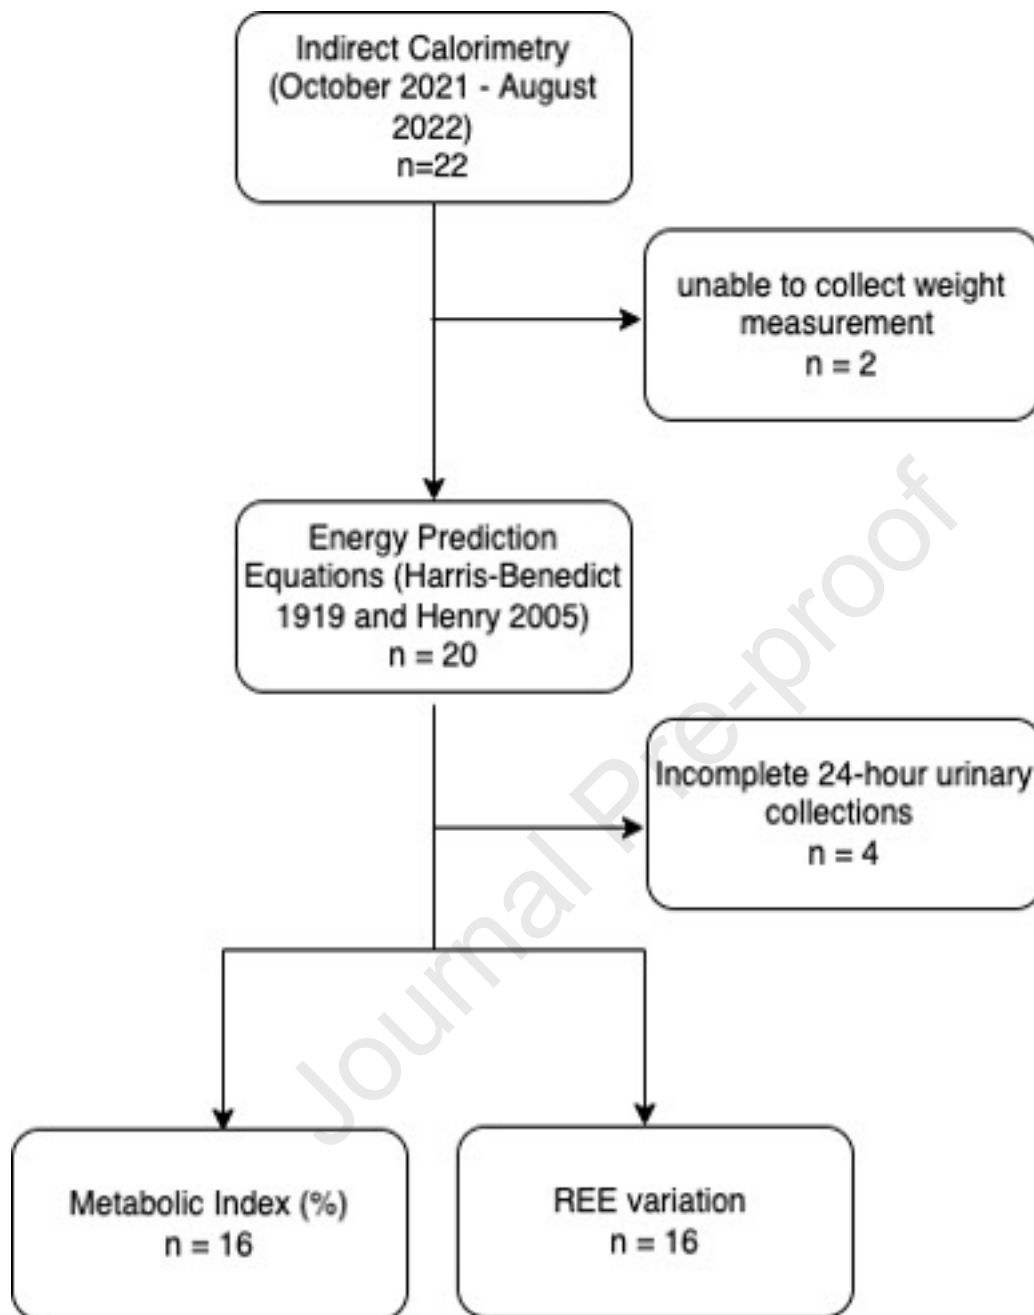 Indirect Calorimetry
(October 2021 - August
2022)
n=22
unable to collect weight
measurement
n = 2
Energy Prediction
Equations (Harris-Benedict
1919 and Henry 2005)
n = 20
Incomplete 24-hour urinary
collections
n = 4
Metabolic Index (%)
n = 16
REE variation
n = 16
Journal Pre-proof